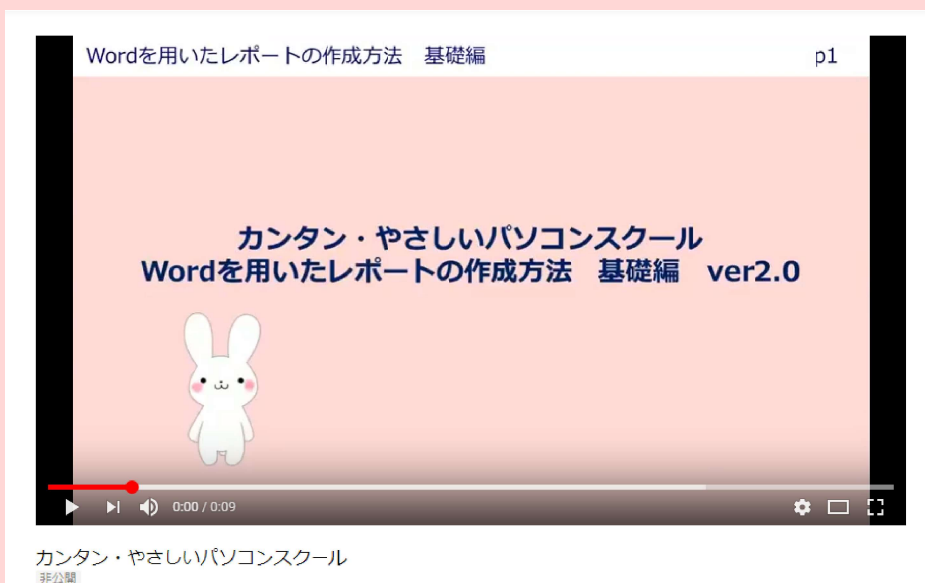 Wordを用いたレポートの作成方法　基礎編　p1
カンタン・やさしいパソコンスクール
Wordを用いたレポートの作成方法　基礎編　ver2.0
0:00 / 0:09
カンタン・やさしいパソコンスクール
非公開